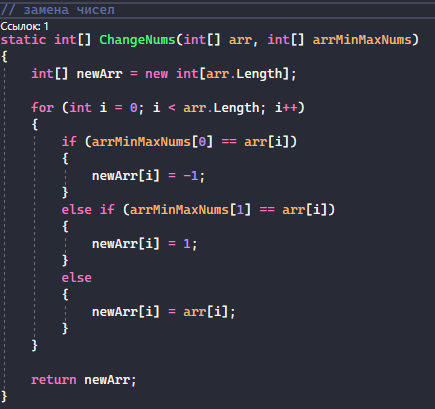 // замена чисел
Ссылок: 1
static int[] ChangeNums(int[] arr, int[] arrMinMaxNums)
{
    int[] newArr = new int[arr.Length];

    for (int i = 0; i < arr.Length; i++)
    {
        if (arrMinMaxNums[0] == arr[i])
        {
            newArr[i] = -1;
        }
        else if (arrMinMaxNums[1] == arr[i])
        {
            newArr[i] = 1;
        }
        else
        {
            newArr[i] = arr[i];
        }
    }

    return newArr;
}